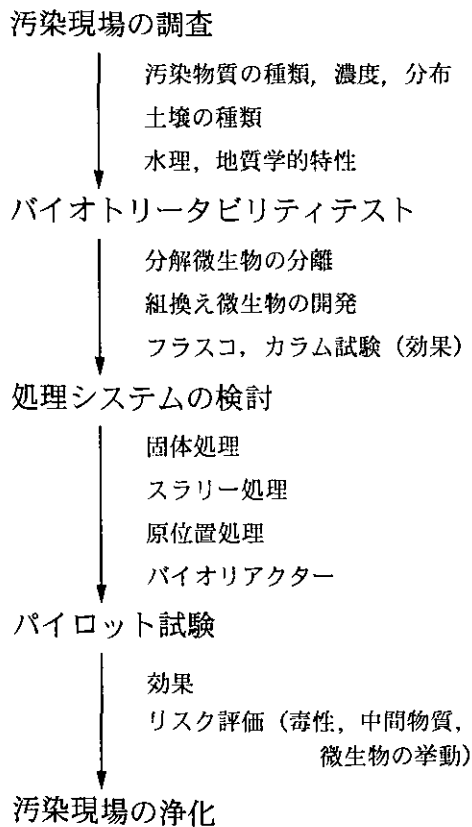 汚染現場の調査
汚染物質の種類，濃度，分布
土壌の種類
水理，地質学的特性
バイオトリータビリティテスト
分解微生物の分離
組換え微生物の開発
フラスコ，カラム試験（効果）
処理システムの検討
固体処理
スラリー処理
原位置処理
バイオリアクター
パイロット試験
効果
リスク評価（毒性，中間物質，
微生物の挙動）
汚染現場の浄化